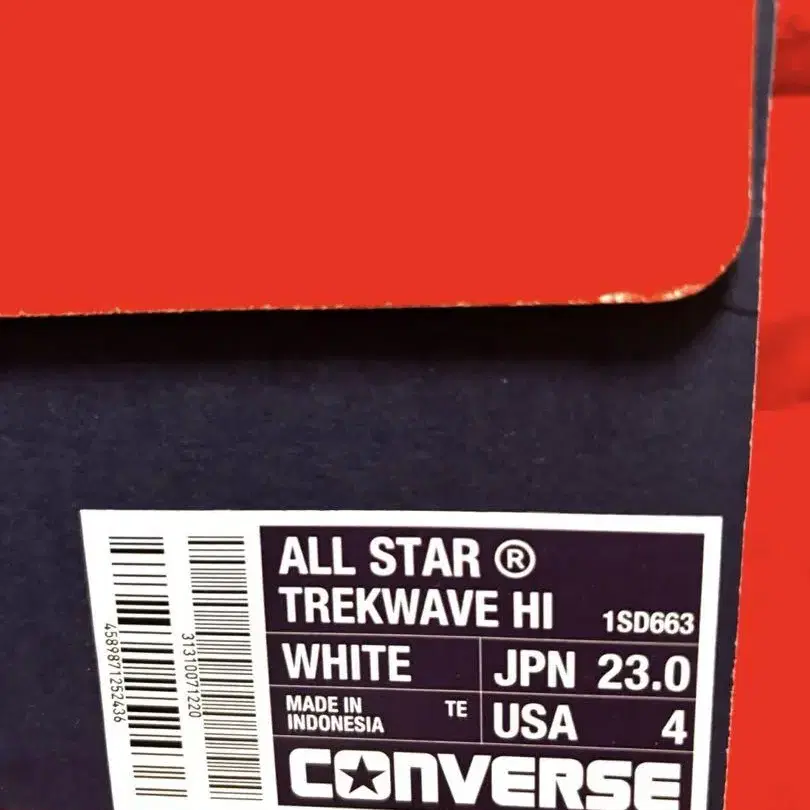 ALL STAR ®
TREKWAVE HI 1SD663
WHITE JPN 23.0
MADE IN
INDONESIA TE USA 4
CONVERSE
4589871252436
31310071220